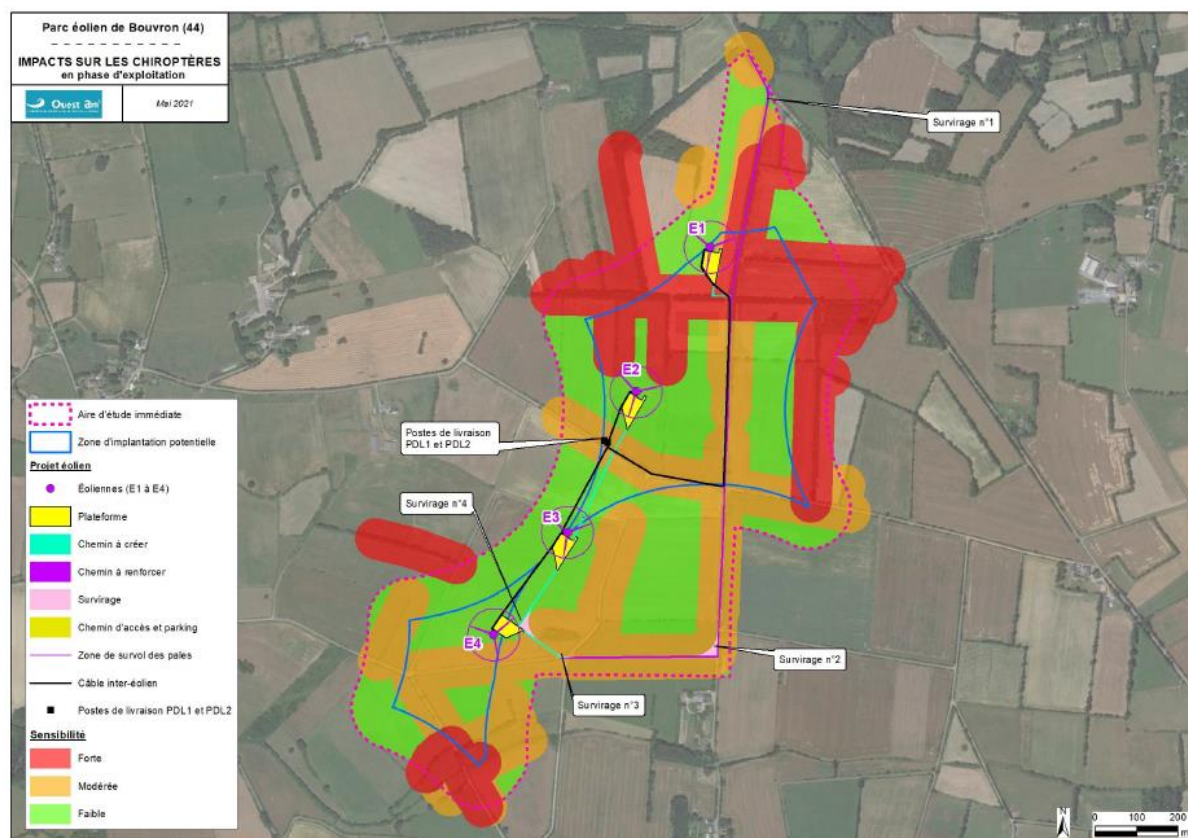 Parc éolien de Bouvron (44)
IMPACTS SUR LES CHIROPTÈRES
en phase d'exploitation
Ouest am'
Mai 2021
Survirage n°1
E1
E2
Postes de livraison
PDL1 et PDL2
Survirage n°4
E3
E4
Survirage n°2
Survirage n°3
Aire d'étude immédiate
Zone d'implantation potentielle
Projet éolien
Éoliennes (E1 à E4)
Plateforme
Chemin à créer
Chemin à renforcer
Survirage
Chemin d'accès et parking
Zone de survol des pales
Câble inter-éolien
Postes de livraison PDL1 et PDL2
Sensibilité
Forte
Modérée
Faible
N
0 100 200
m